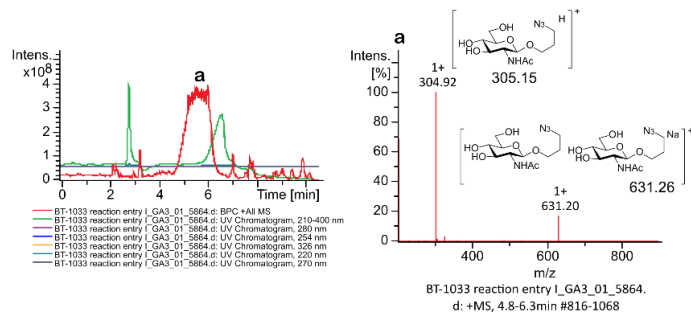 Intens.
x10⁸
a
4
3
2
1
0
0
2
4
6
8
Time [min]
BT-1033 reaction entry I_GA3_01_5864.d: BPC +All MS
BT-1033 reaction entry I_GA3_01_5864.d: UV Chromatogram, 210-400 nm
BT-1033 reaction entry I_GA3_01_5864.d: UV Chromatogram, 280 nm
BT-1033 reaction entry I_GA3_01_5864.d: UV Chromatogram, 254 nm
BT-1033 reaction entry I_GA3_01_5864.d: UV Chromatogram, 326 nm
BT-1033 reaction entry I_GA3_01_5864.d: UV Chromatogram, 220 nm
BT-1033 reaction entry I_GA3_01_5864.d: UV Chromatogram, 270 nm
a
Intens.
[%]
100
80
60
40
20
0
1+
304.92
HO
HO
HO
O
O
NHAc
N₃
H
+
305.15
HO
HO
HO
O
O
NHAc
N₃
HO
HO
HO
O
O
NHAc
N₃
Na
+
631.26
1+
631.20
200
400
600
800
m/z
BT-1033 reaction entry I_GA3_01_5864.
d: +MS, 4.8-6.3min #816-1068